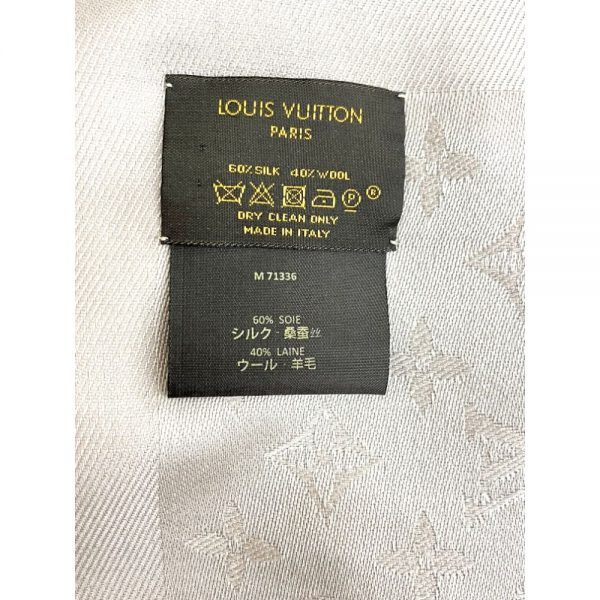 LOUIS VUITTON
PARIS
60%SILK 40%WOOL
P ®
DRY CLEAN ONLY
MADE IN ITALY
M 71336
60% SOIE
シルク - 桑蚕丝
40% LAINE
ウール · 羊毛